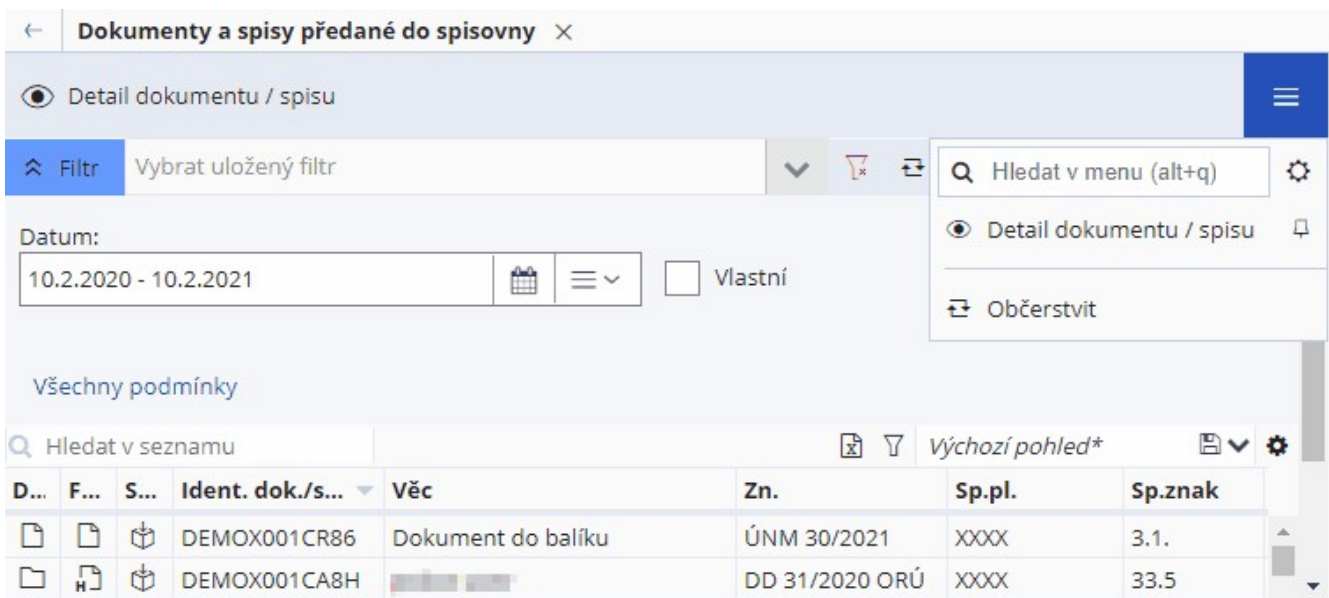 Dokumenty a spisy předané do spisovny
Detail dokumentu / spisu
Filtr Vybrat uložený filtr
Hledat v menu (alt+q)
Detail dokumentu / spisu
Občerstvit
Datum:
10.2.2020 - 10.2.2021 Vlastní
Všechny podmínky
Hledat v seznamu Výchozí pohled*
D... F... S... Ident. dok./s... Věc Zn. Sp.pl. Sp.znak
DEMOX001CR86 Dokument do balíku ÚNM 30/2021 XXXX 3.1.
DEMOX001CA8H DD 31/2020 ORÚ XXXX 33.5